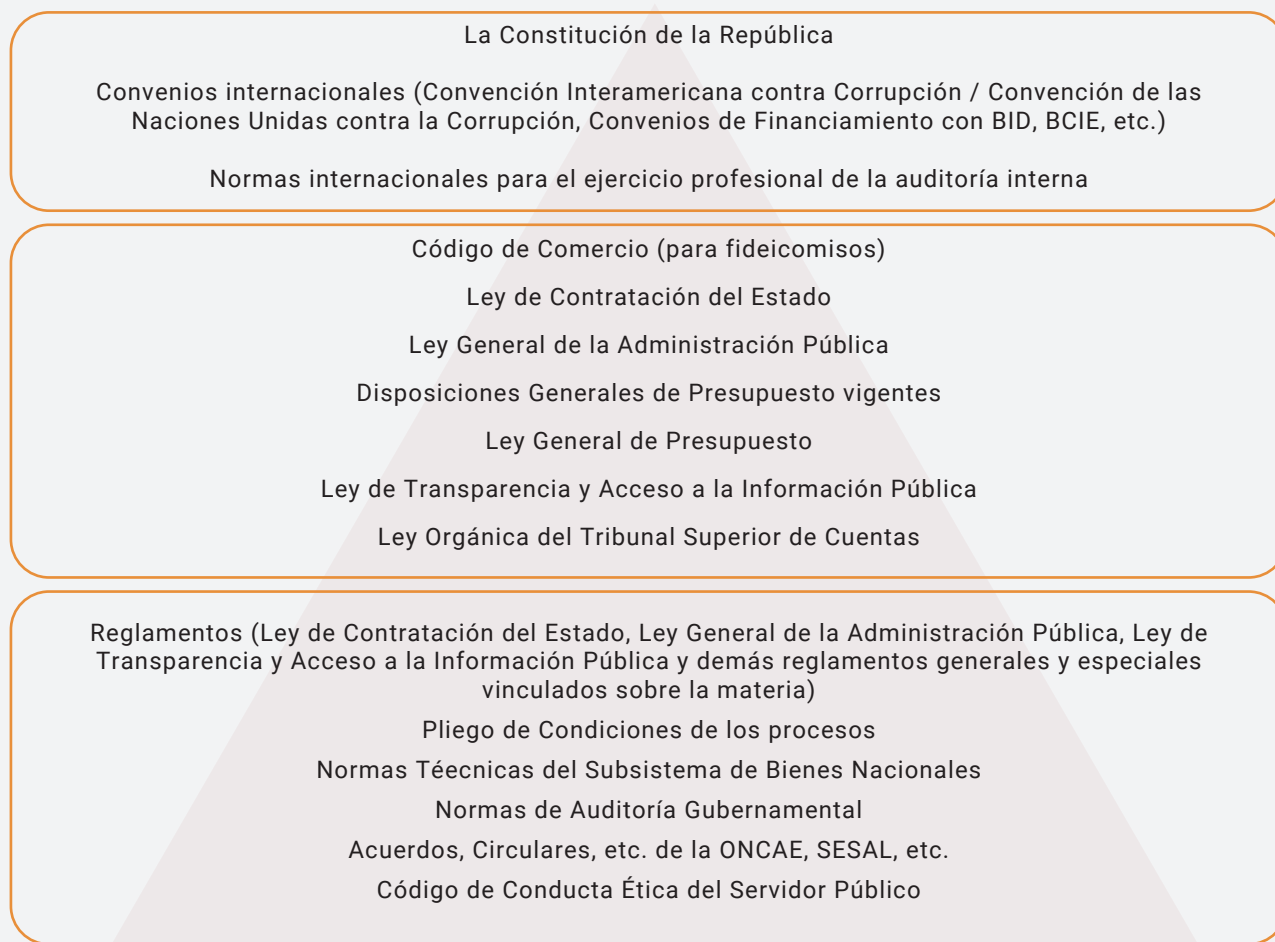 La Constitución de la República
Convenios internacionales (Convención Interamericana contra Corrupción / Convención de las
Naciones Unidas contra la Corrupción, Convenios de Financiamiento con BID, BCIE, etc.)
Normas internacionales para el ejercicio profesional de la auditoría interna
Código de Comercio (para fideicomisos)
Ley de Contratación del Estado
Ley General de la Administración Pública
Disposiciones Generales de Presupuesto vigentes
Ley General de Presupuesto
Ley de Transparencia y Acceso a la Información Pública
Ley Orgánica del Tribunal Superior de Cuentas
Reglamentos (Ley de Contratación del Estado, Ley General de la Administración Pública, Ley de
Transparencia y Acceso a la Información Pública y demás reglamentos generales y especiales
vinculados sobre la materia)
Pliego de Condiciones de los procesos
Normas Téecnicas del Subsistema de Bienes Nacionales
Normas de Auditoría Gubernamental
Acuerdos, Circulares, etc. de la ONCAE, SESAL, etc.
Código de Conducta Ética del Servidor Público